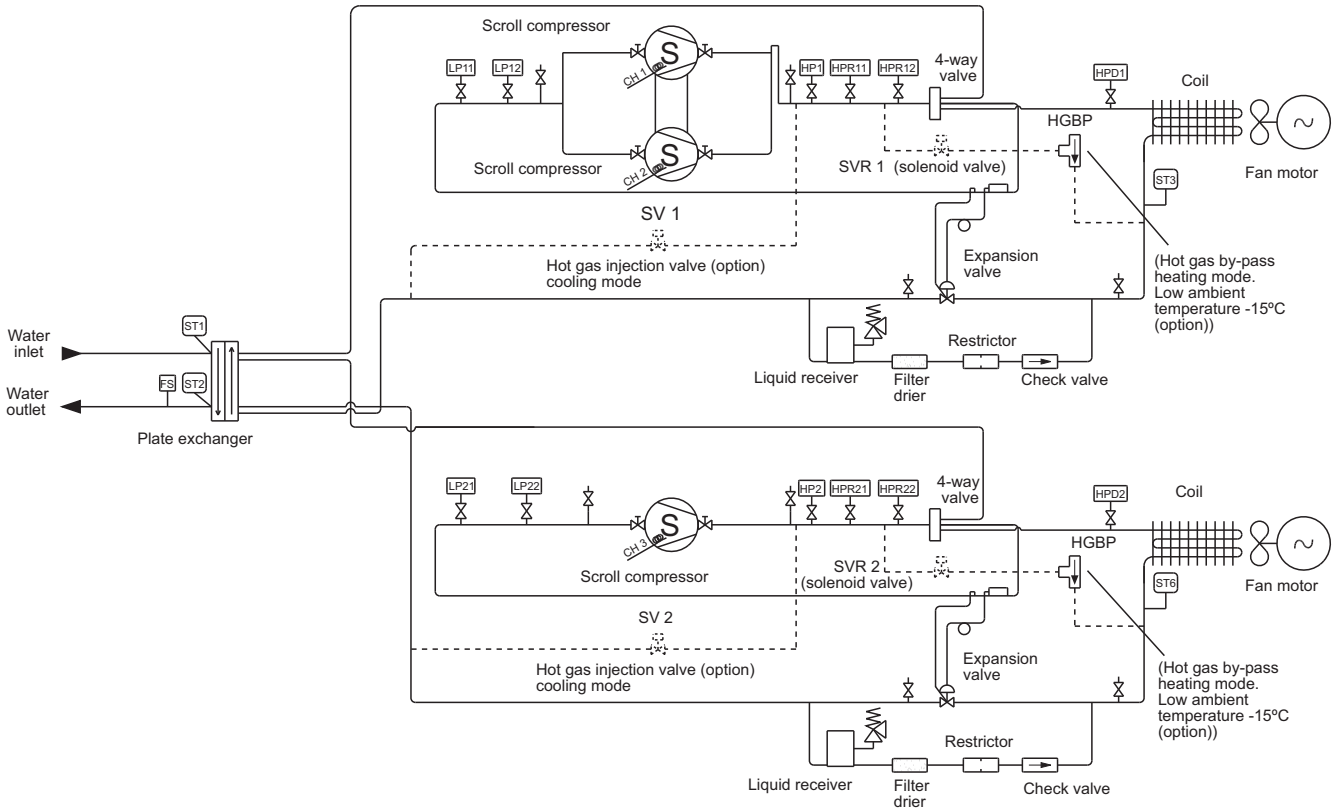 Scroll compressor
S
CH 1
LP11
LP12
HP1
HPR11
HPR12
4-way
valve
HPD1
Coil
HGBP
Fan motor
Scroll compressor
S
CH 2
SVR 1 (solenoid valve)
ST3
SV 1
Hot gas injection valve (option)
cooling mode
Expansion
valve
(Hot gas by-pass
heating mode.
Low ambient
temperature -15ºC
(option))
Water
inlet
ST1
Water
outlet
FS
ST2
Plate exchanger
Liquid receiver
Filter
drier
Restrictor
Check valve
LP21
LP22
S
CH 3
Scroll compressor
HP2
HPR21
HPR22
4-way
valve
HPD2
Coil
HGBP
Fan motor
SVR 2
(solenoid valve)
ST6
SV 2
Hot gas injection valve (option)
cooling mode
Expansion
valve
(Hot gas by-pass
heating mode.
Low ambient
temperature -15ºC
(option))
Liquid receiver
Filter
drier
Restrictor
Check valve